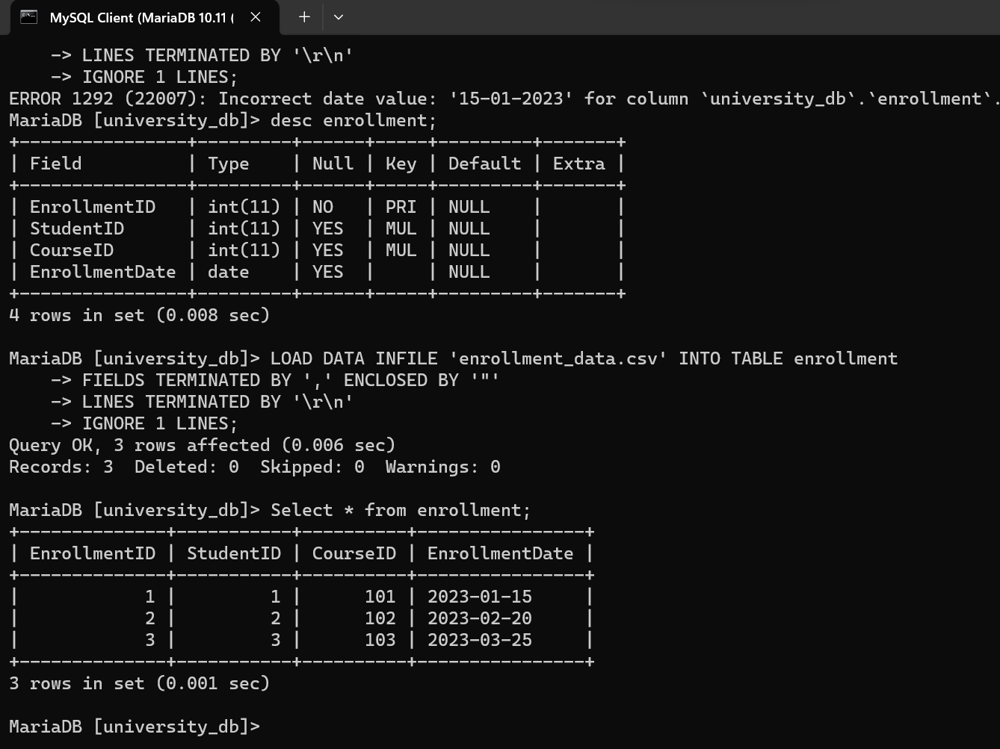 MySQL Client (MariaDB 10.11 (
    -> LINES TERMINATED BY '\r\n'
    -> IGNORE 1 LINES;
ERROR 1292 (22007): Incorrect date value: '15-01-2023' for column `university_db`.`enrollment`.
MariaDB [university_db]> desc enrollment;
+----------------+---------+------+-----+---------+-------+
| Field          | Type    | Null | Key | Default | Extra |
+----------------+---------+------+-----+---------+-------+
| EnrollmentID   | int(11) | NO   | PRI | NULL    |       |
| StudentID      | int(11) | YES  | MUL | NULL    |       |
| CourseID       | int(11) | YES  | MUL | NULL    |       |
| EnrollmentDate | date    | YES  |     | NULL    |       |
+----------------+---------+------+-----+---------+-------+
4 rows in set (0.008 sec)

MariaDB [university_db]> LOAD DATA INFILE 'enrollment_data.csv' INTO TABLE enrollment
    -> FIELDS TERMINATED BY ',' ENCLOSED BY '"'
    -> LINES TERMINATED BY '\r\n'
    -> IGNORE 1 LINES;
Query OK, 3 rows affected (0.006 sec)
Records: 3  Deleted: 0  Skipped: 0  Warnings: 0

MariaDB [university_db]> Select * from enrollment;
+--------------+-----------+----------+----------------+
| EnrollmentID | StudentID | CourseID | EnrollmentDate |
+--------------+-----------+----------+----------------+
|            1 |         1 |      101 | 2023-01-15     |
|            2 |         2 |      102 | 2023-02-20     |
|            3 |         3 |      103 | 2023-03-25     |
+--------------+-----------+----------+----------------+
3 rows in set (0.001 sec)

MariaDB [university_db]>